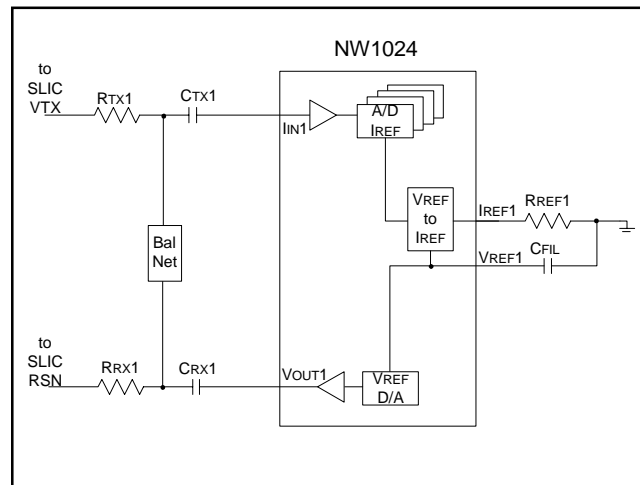 NW1024
to
SLIC
VTX
RTX1
CTX1
IIN1
A/D
IREF
VREF
to
IREF
IREF1
RREF1
VREF1
CFIL
Bal
Net
to
SLIC
RSN
RRX1
CRX1
VOUT1
VREF
D/A